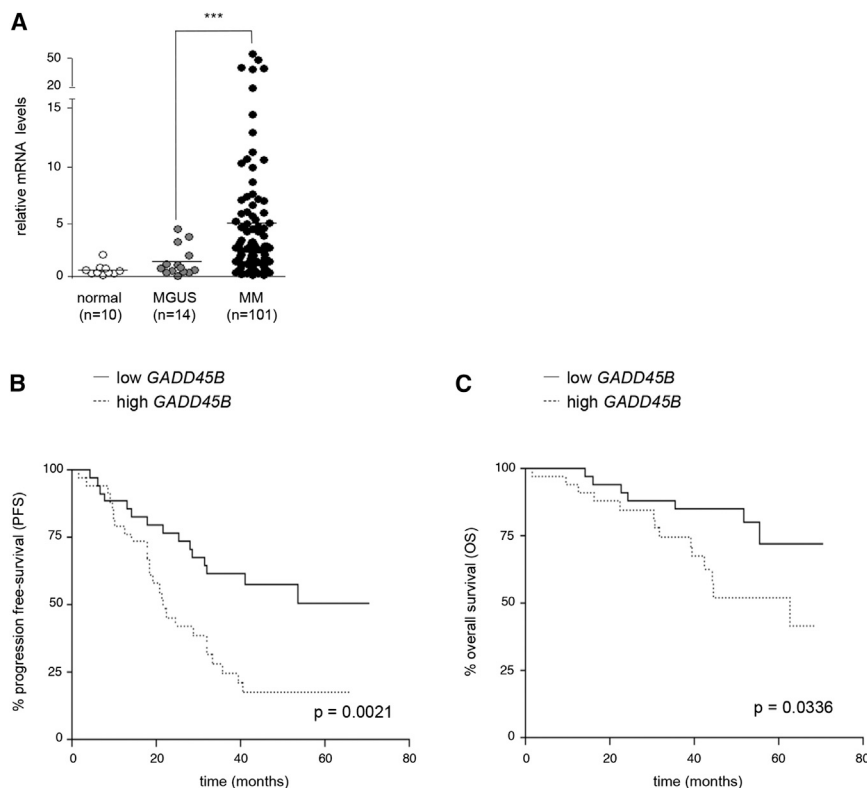 A
***
50
20
15
10
5
0
relative mRNA levels
normal
(n=10)
MGUS
(n=14)
MM
(n=101)
B
low GADD45B
high GADD45B
100
75
50
25
0
% progression free-survival (PFS)
p = 0.0021
0 20 40 60 80
time (months)
C
low GADD45B
high GADD45B
100
75
50
25
0
% overall survival (OS)
p = 0.0336
0 20 40 60 80
time (months)